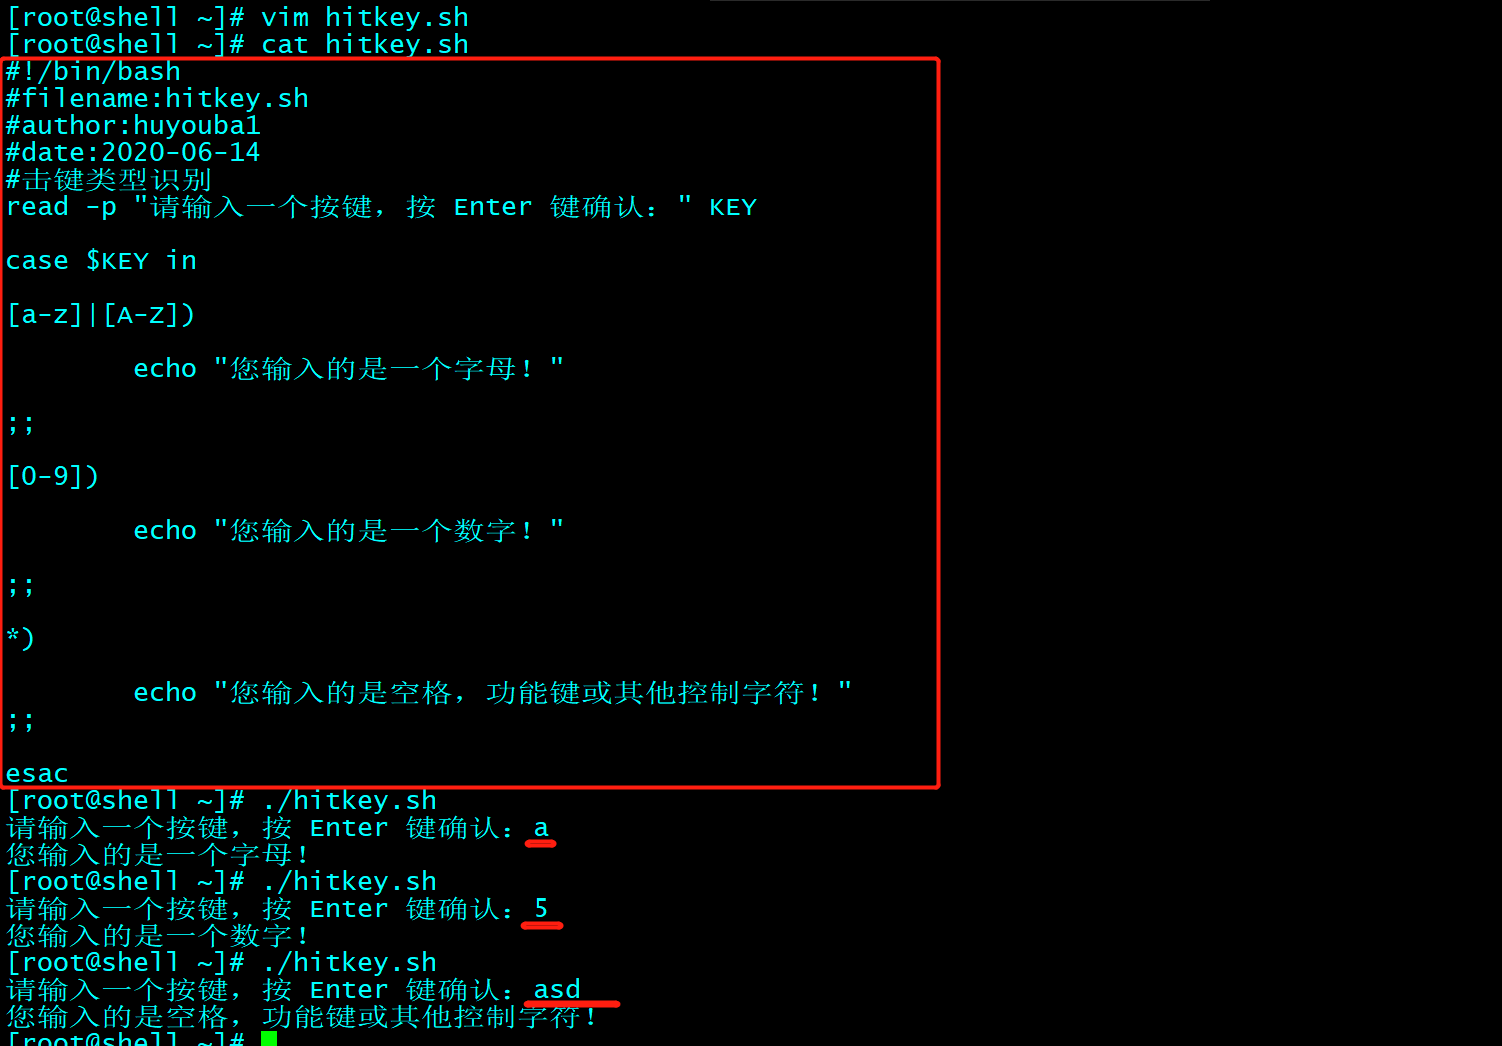 [root@shell ~]# vim hitkey.sh
[root@shell ~]# cat hitkey.sh
#!/bin/bash
#filename:hitkey.sh
#author:huyouba1
#date:2020-06-14
#击键类型识别
read -p "请输入一个按键，按 Enter 键确认：" KEY
case $KEY in
[a-z]|[A-Z])
echo "您输入的是一个字母！"
;;
[0-9])
echo "您输入的是一个数字！"
;;
*)
echo "您输入的是空格，功能键或其他控制字符！"
;;
esac
[root@shell ~]# ./hitkey.sh
请输入一个按键，按 Enter 键确认：a
您输入的是一个字母！
[root@shell ~]# ./hitkey.sh
请输入一个按键，按 Enter 键确认：5
您输入的是一个数字！
[root@shell ~]# ./hitkey.sh
请输入一个按键，按 Enter 键确认：asd
您输入的是空格，功能键或其他控制字符！
[root@shell ~]#